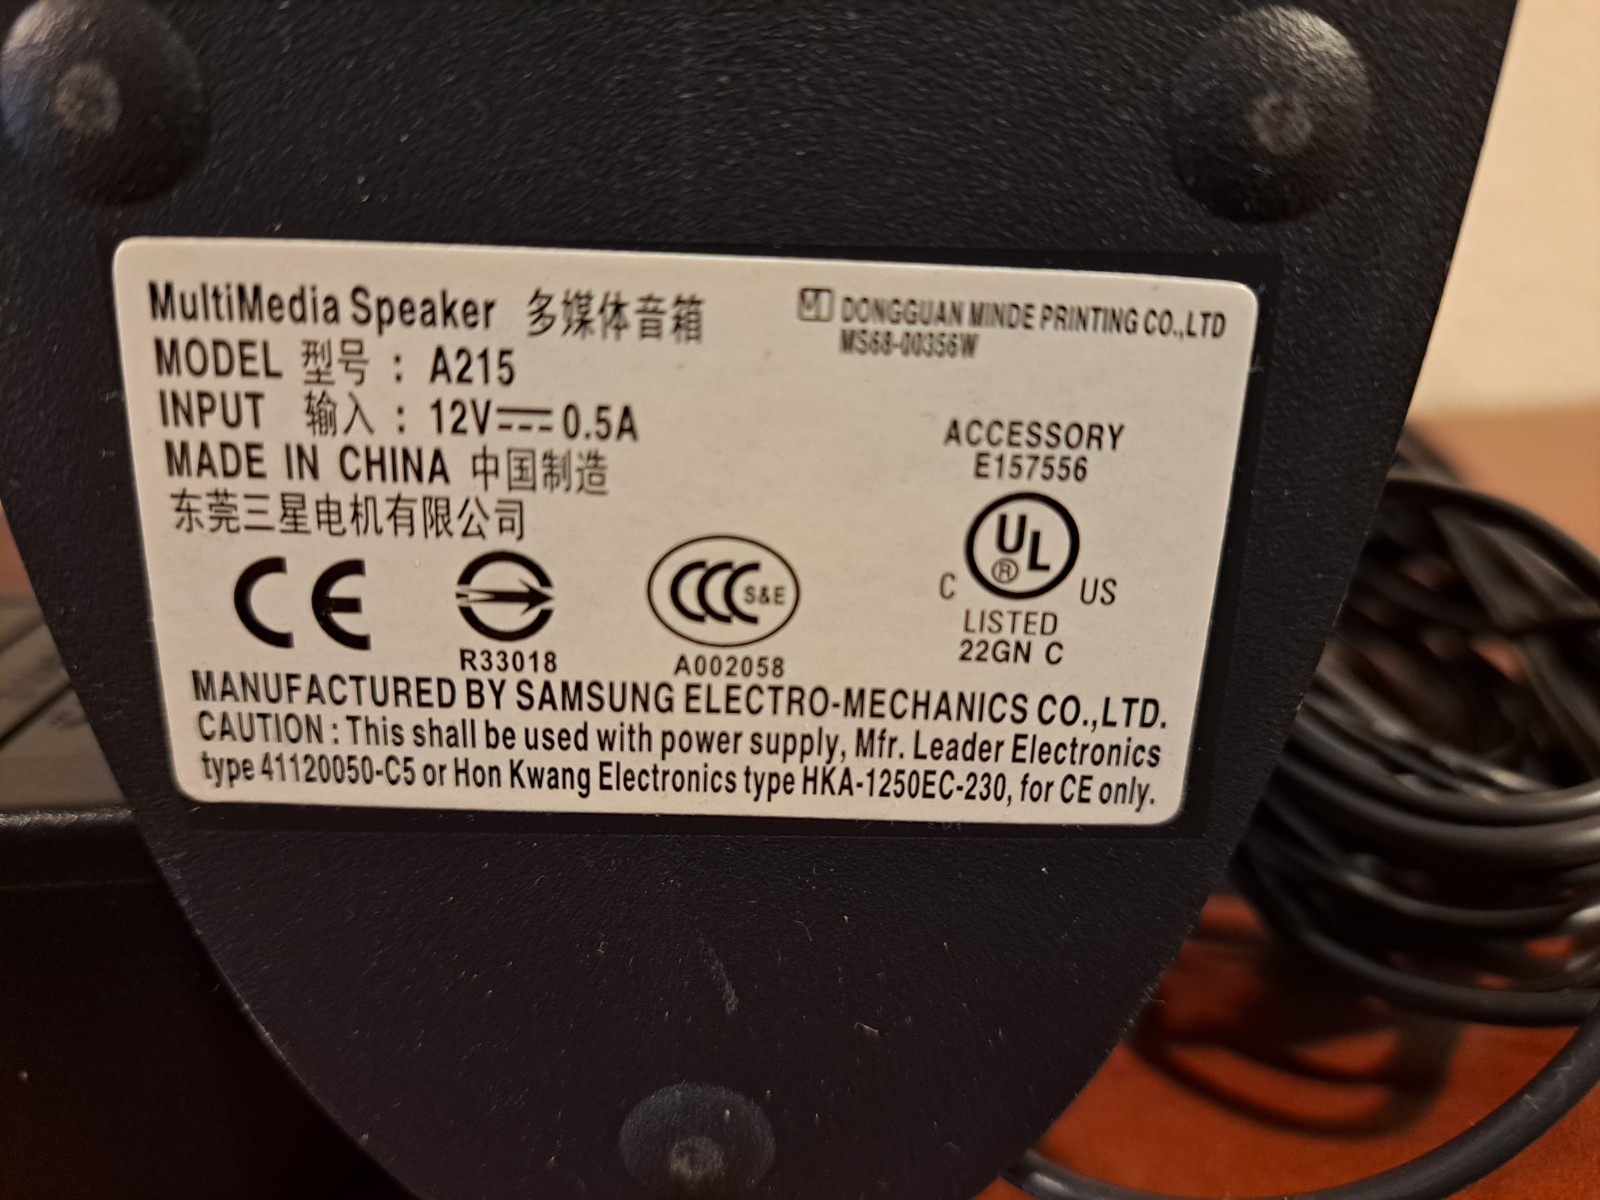 MultiMedia Speaker 多媒体音箱
MODEL 型号 : A215
INPUT 输入 : 12V⎓0.5A
MADE IN CHINA 中国制造
东莞三星电机有限公司
DONGGUAN MINDE PRINTING CO.,LTD
MS68-00356W
ACCESSORY
E157556
C UL ® US
LISTED
22GN C
CE
R33018
CCC S&E
A002058
MANUFACTURED BY SAMSUNG ELECTRO-MECHANICS CO.,LTD.
CAUTION : This shall be used with power supply, Mfr. Leader Electronics
type 41120050-C5 or Hon Kwang Electronics type HKA-1250EC-230, for CE only.